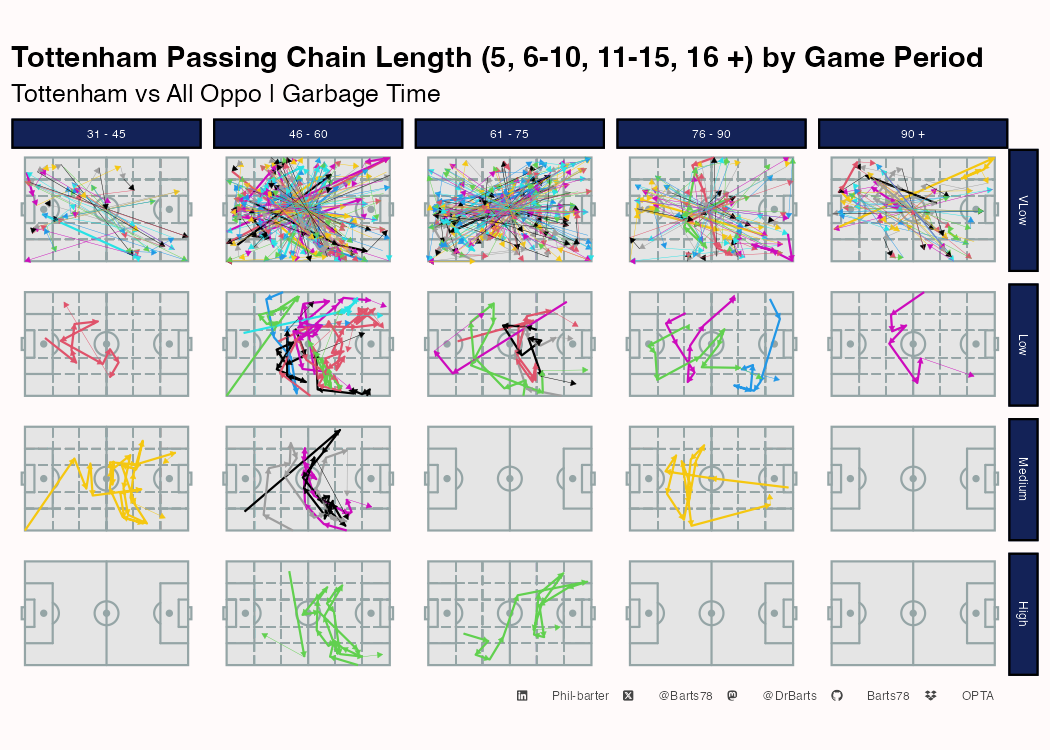 Tottenham Passing Chain Length (5, 6-10, 11-15, 16 +) by Game Period
Tottenham vs All Oppo | Garbage Time
31 - 45 46 - 60 61 - 75 76 - 90 90 +
VLow
Low
Medium
High
Phil-barter @Barts78 @DrBarts Barts78 OPTA